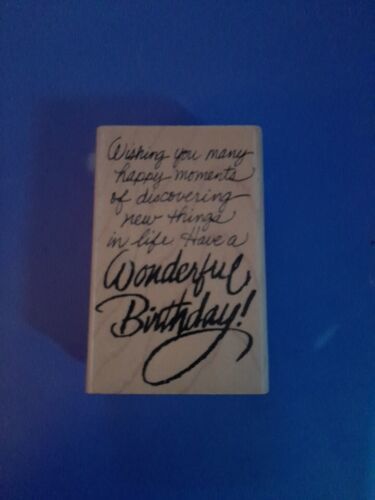 Wishing you many
happy moments
of discovering
new things
in life. Have a
Wonderful
Birthday!